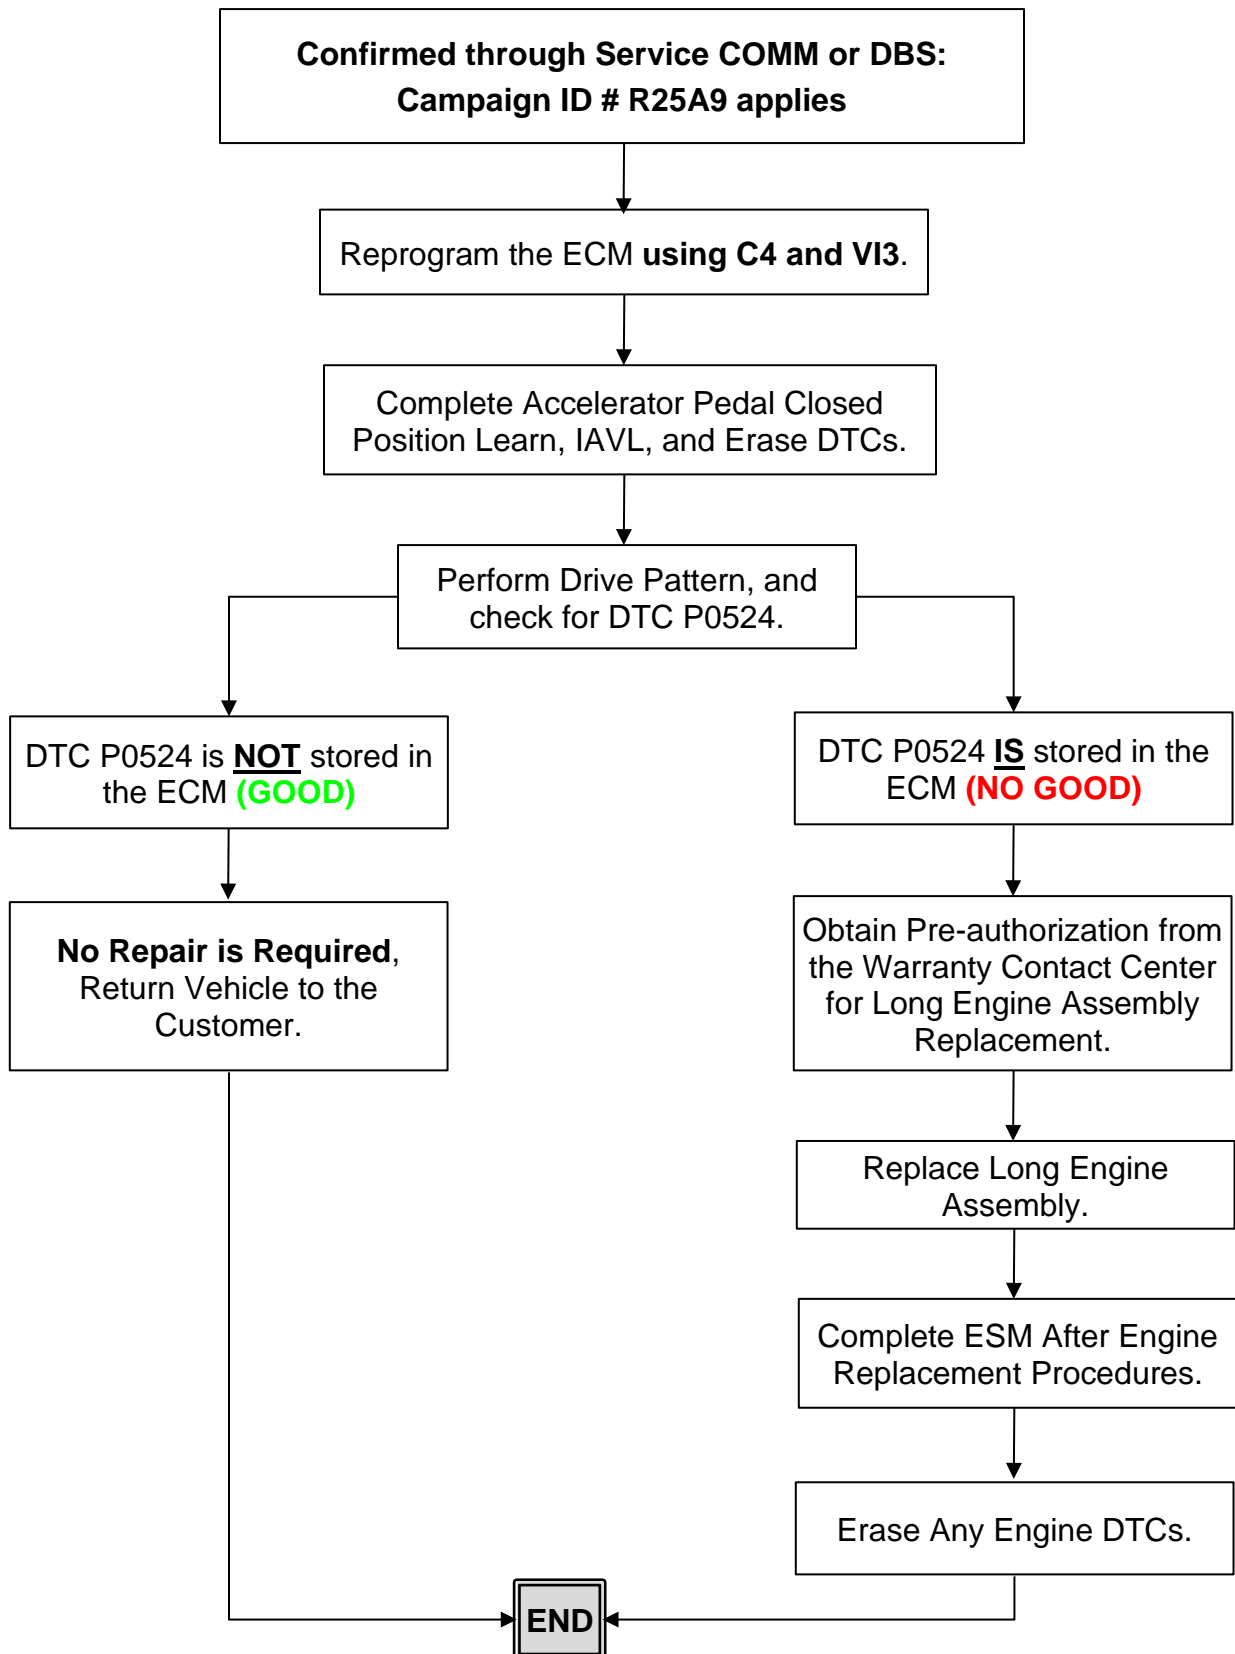 Confirmed through Service COMM or DBS:
Campaign ID # R25A9 applies
Reprogram the ECM using C4 and VI3.
Complete Accelerator Pedal Closed
Position Learn, IAVL, and Erase DTCs.
Perform Drive Pattern, and
check for DTC P0524.
DTC P0524 is NOT stored in
the ECM (GOOD)
No Repair is Required,
Return Vehicle to the
Customer.
DTC P0524 IS stored in the
ECM (NO GOOD)
Obtain Pre-authorization from
the Warranty Contact Center
for Long Engine Assembly
Replacement.
Replace Long Engine
Assembly.
Complete ESM After Engine
Replacement Procedures.
Erase Any Engine DTCs.
END